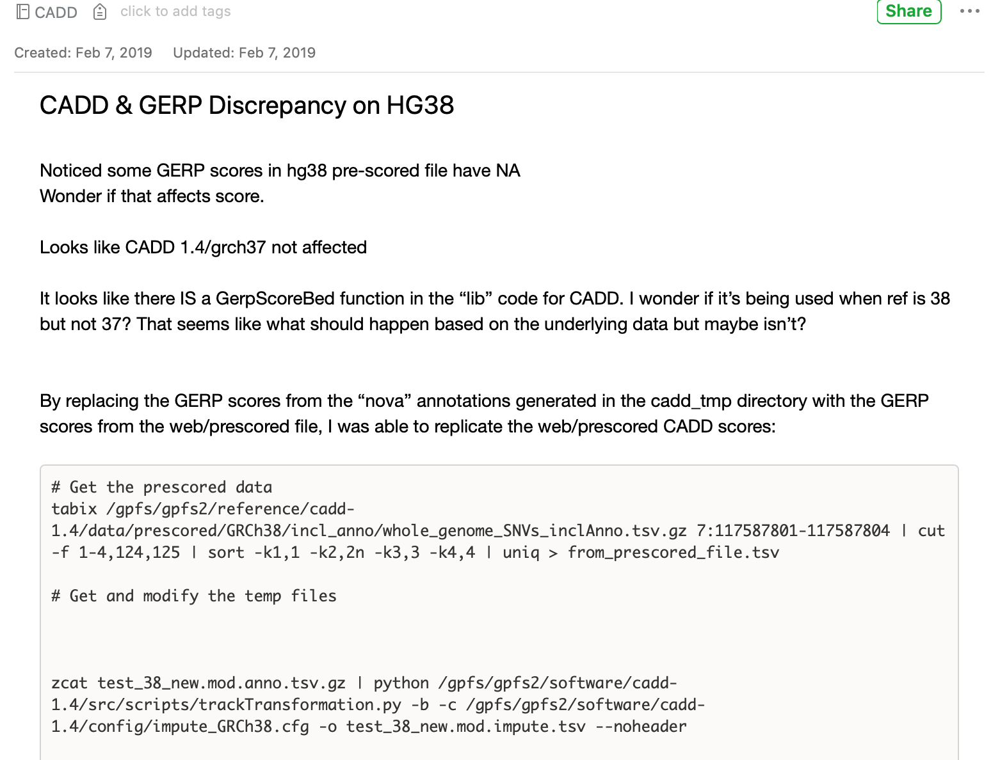 CADD click to add tags Share
Created: Feb 7, 2019 Updated: Feb 7, 2019
CADD & GERP Discrepancy on HG38
Noticed some GERP scores in hg38 pre-scored file have NA
Wonder if that affects score.
Looks like CADD 1.4/grch37 not affected
It looks like there IS a GerpScoreBed function in the “lib” code for CADD. I wonder if it’s being used when ref is 38
but not 37? That seems like what should happen based on the underlying data but maybe isn’t?
By replacing the GERP scores from the “nova” annotations generated in the cadd_tmp directory with the GERP
scores from the web/prescored file, I was able to replicate the web/prescored CADD scores:
# Get the prescored data
tabix /gpfs/gpfs2/reference/cadd-
1.4/data/prescored/GRCh38/incl_anno/whole_genome_SNVs_inclAnno.tsv.gz 7:117587801-117587804 | cut
-f 1-4,124,125 | sort -k1,1 -k2,2n -k3,3 -k4,4 | uniq > from_prescored_file.tsv
# Get and modify the temp files
zcat test_38_new.mod.anno.tsv.gz | python /gpfs/gpfs2/software/cadd-
1.4/src/scripts/trackTransformation.py -b -c /gpfs/gpfs2/software/cadd-
1.4/config/impute_GRCh38.cfg -o test_38_new.mod.impute.tsv --noheader